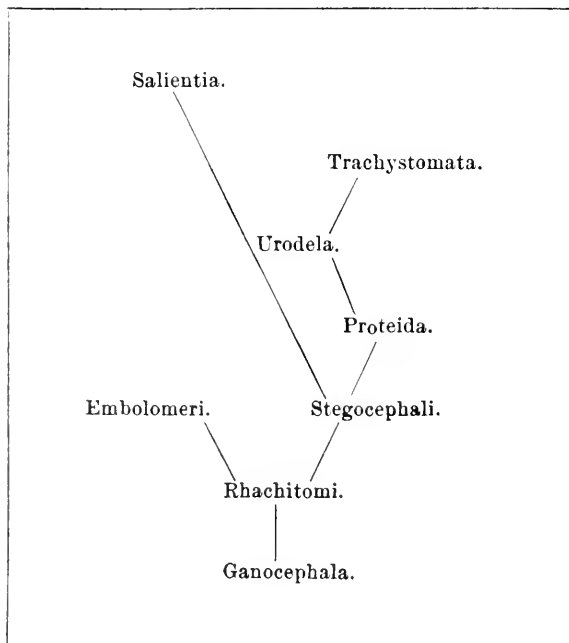 Salientia.
Trachystomata.
Urodela.
Proteida.
Embolomeri. Stegocephali.
Rhachitomi.
Ganocephala.